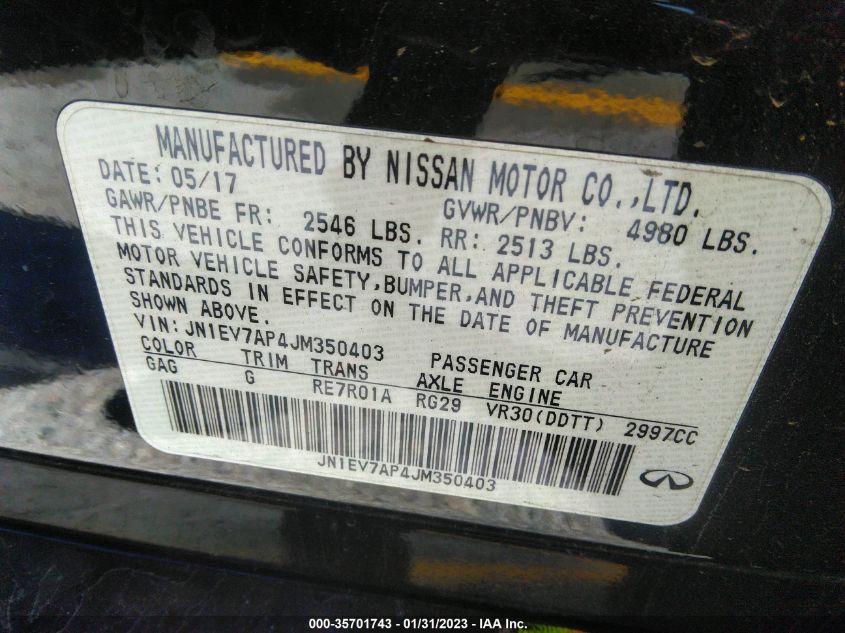 MANUFACTURED BY NISSAN MOTOR CO.,LTD.
DATE: 05/17
GAWR/PNBE FR: 2546 LBS. GVWR/PNBV: 4980 LBS.
RR: 2513 LBS.
THIS VEHICLE CONFORMS TO ALL APPLICABLE FEDERAL
MOTOR VEHICLE SAFETY,BUMPER,AND THEFT PREVENTION
STANDARDS IN EFFECT ON THE DATE OF MANUFACTURE
SHOWN ABOVE.
VIN:JN1EV7AP4JM350403 PASSENGER CAR
COLOR TRIM TRANS AXLE ENGINE
GAG G RE7R01A RG29 VR30(DDTT) 2997CC
JN1EV7AP4JM350403
000-35701743 - 01/31/2023 - IAA Inc.